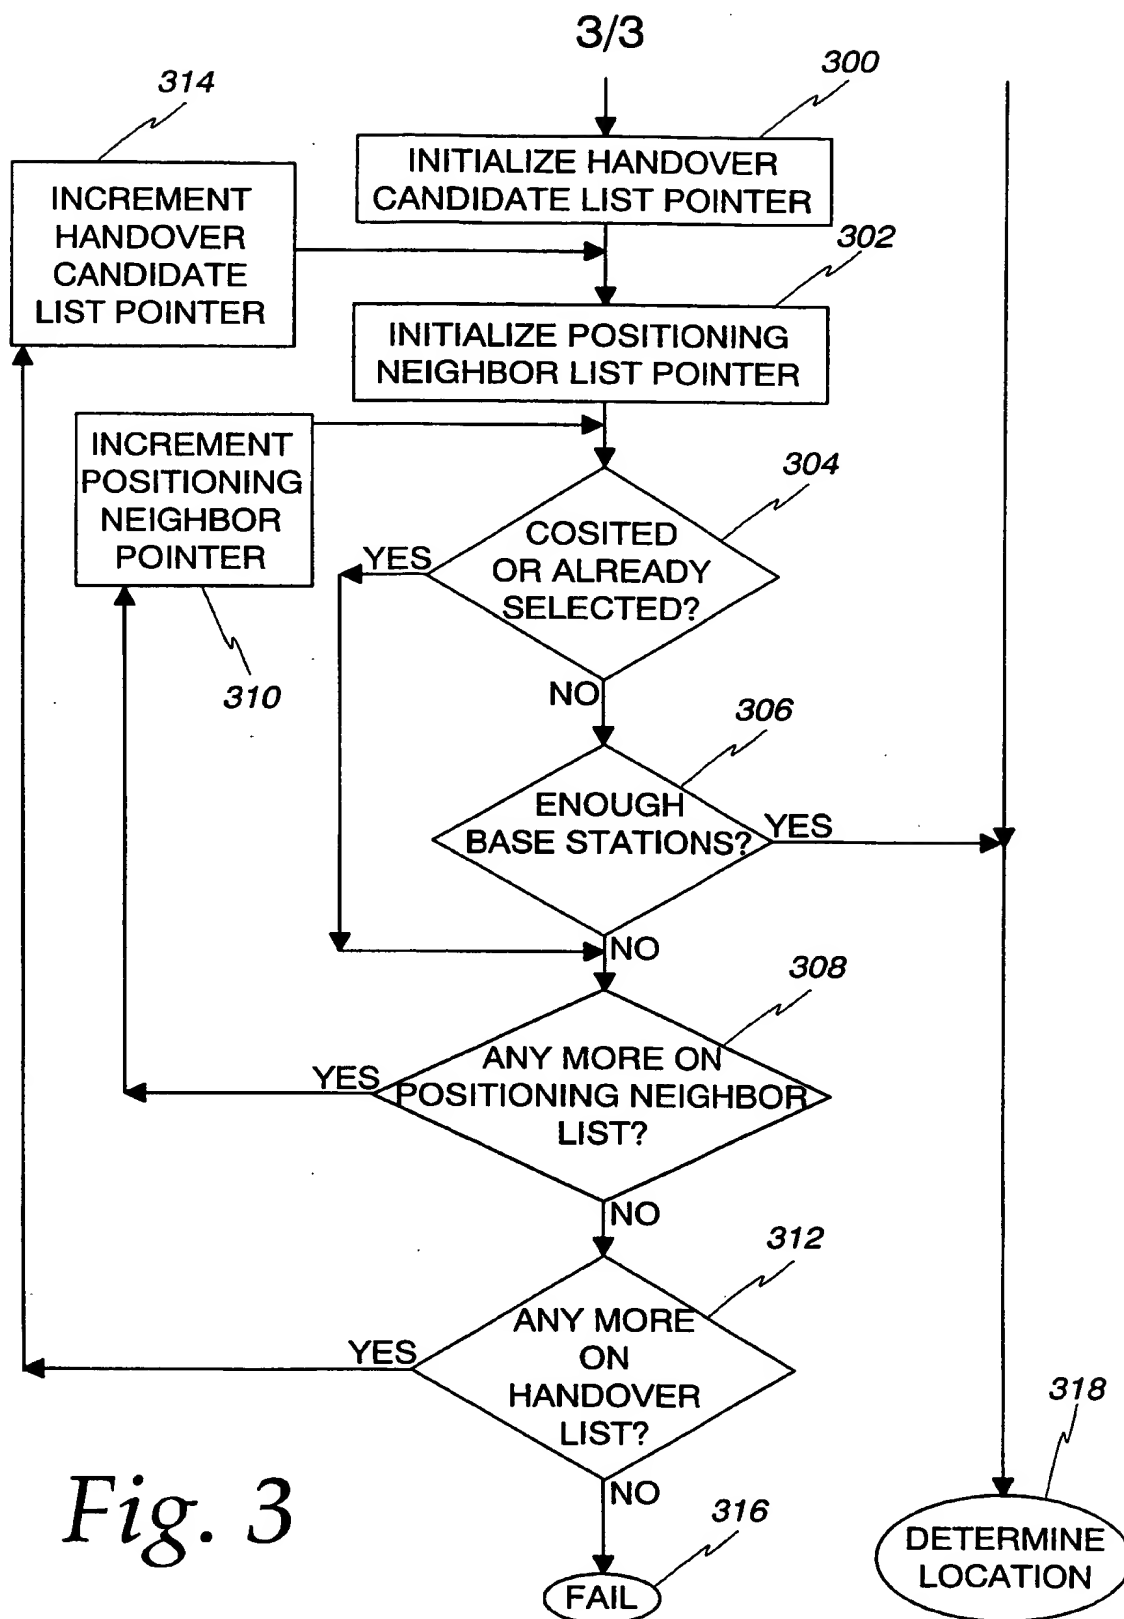 3/3
300
314
INITIALIZE HANDOVER
CANDIDATE LIST POINTER
INCREMENT
HANDOVER
CANDIDATE
LIST POINTER
302
INITIALIZE POSITIONING
NEIGHBOR LIST POINTER
INCREMENT
POSITIONING
NEIGHBOR
POINTER
310
304
COSITED
OR ALREADY
SELECTED?
YES
NO
306
ENOUGH
BASE STATIONS?
YES
NO
308
ANY MORE ON
POSITIONING NEIGHBOR
LIST?
YES
NO
312
ANY MORE
ON
HANDOVER
LIST?
YES
NO
316
FAIL
318
DETERMINE
LOCATION
Fig. 3